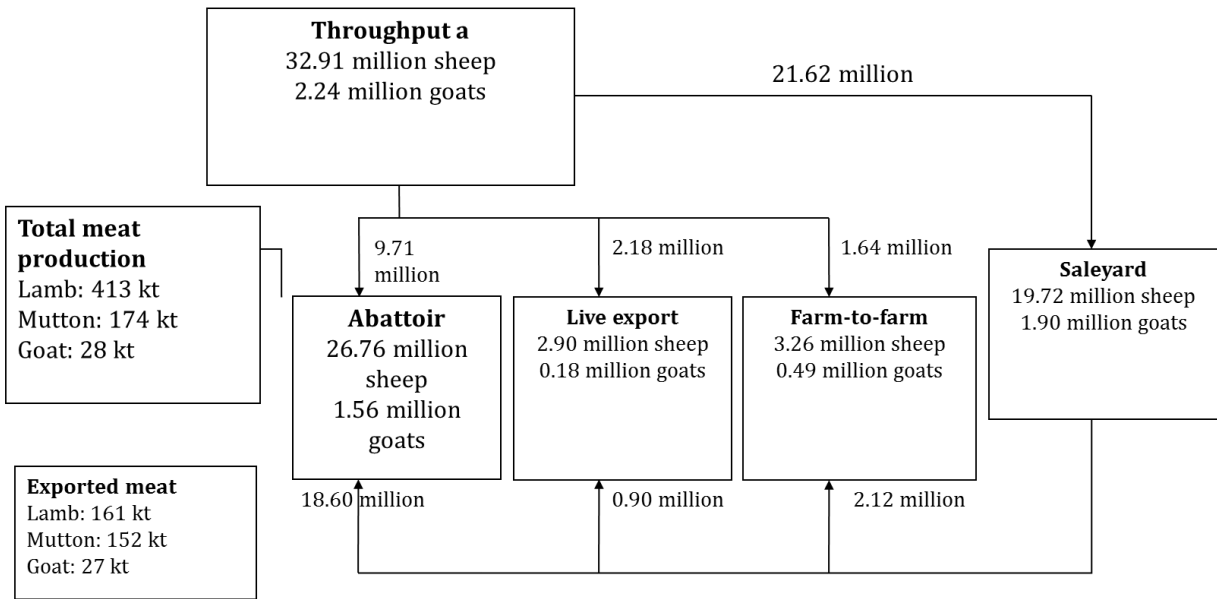 Throughput a
32.91 million sheep
2.24 million goats
21.62 million
Total meat
production
Lamb: 413 kt
Mutton: 174 kt
Goat: 28 kt
9.71
million
2.18 million
1.64 million
Abattoir
26.76 million
sheep
1.56 million
goats
Live export
2.90 million sheep
0.18 million goats
Farm-to-farm
3.26 million sheep
0.49 million goats
Saleyard
19.72 million sheep
1.90 million goats
Exported meat
Lamb: 161 kt
Mutton: 152 kt
Goat: 27 kt
18.60 million
0.90 million
2.12 million